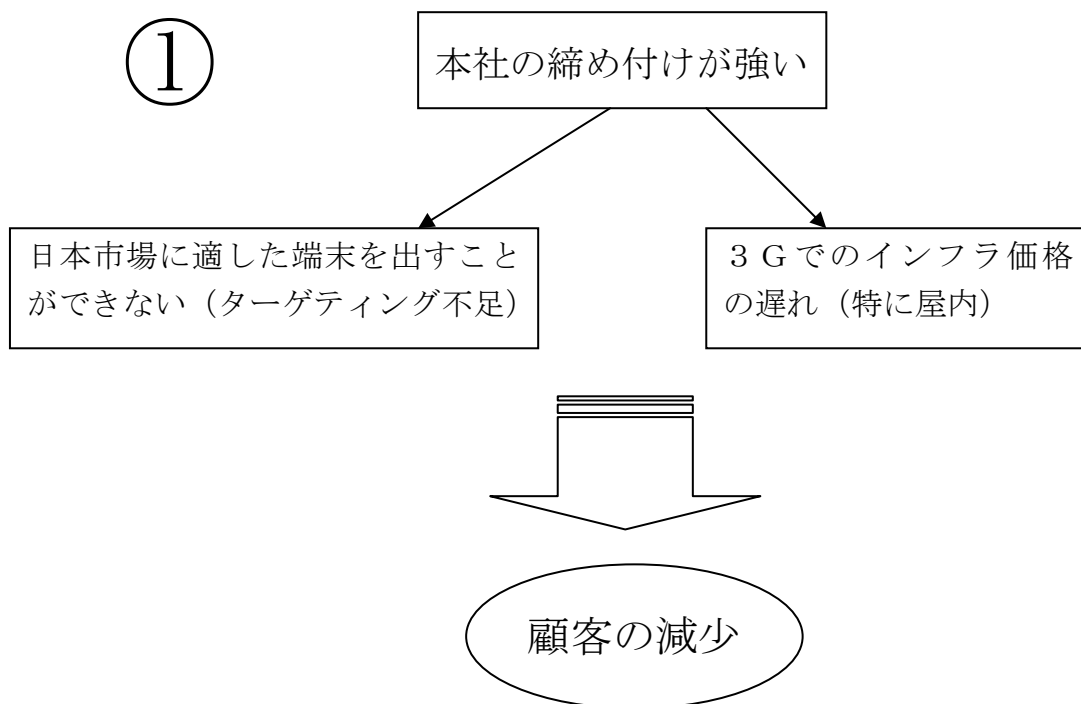 ①
本社の締め付けが強い
日本市場に適した端末を出すこと
ができない（ターゲティング不足）
３Ｇでのインフラ価格
の遅れ（特に屋内）
顧客の減少